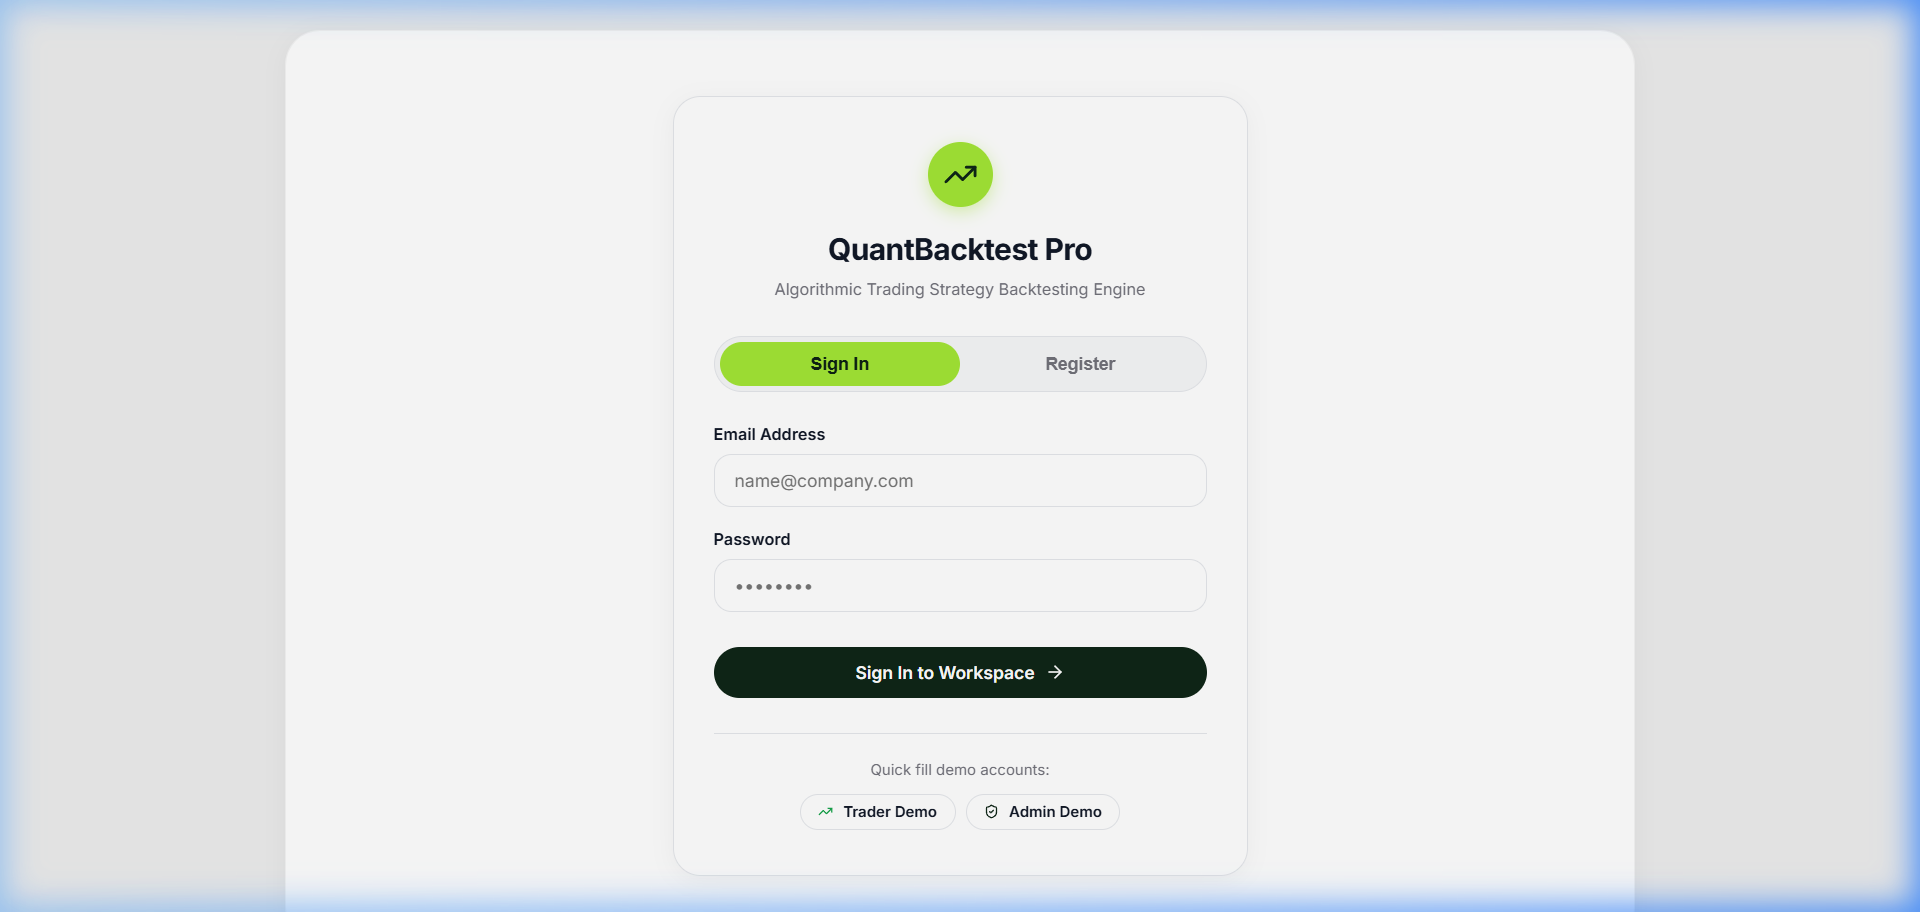 QuantBacktest Pro
Algorithmic Trading Strategy Backtesting Engine
Sign In
Register
Email Address
name@company.com
Password
••••••••
Sign In to Workspace →
Quick fill demo accounts:
Trader Demo
Admin Demo